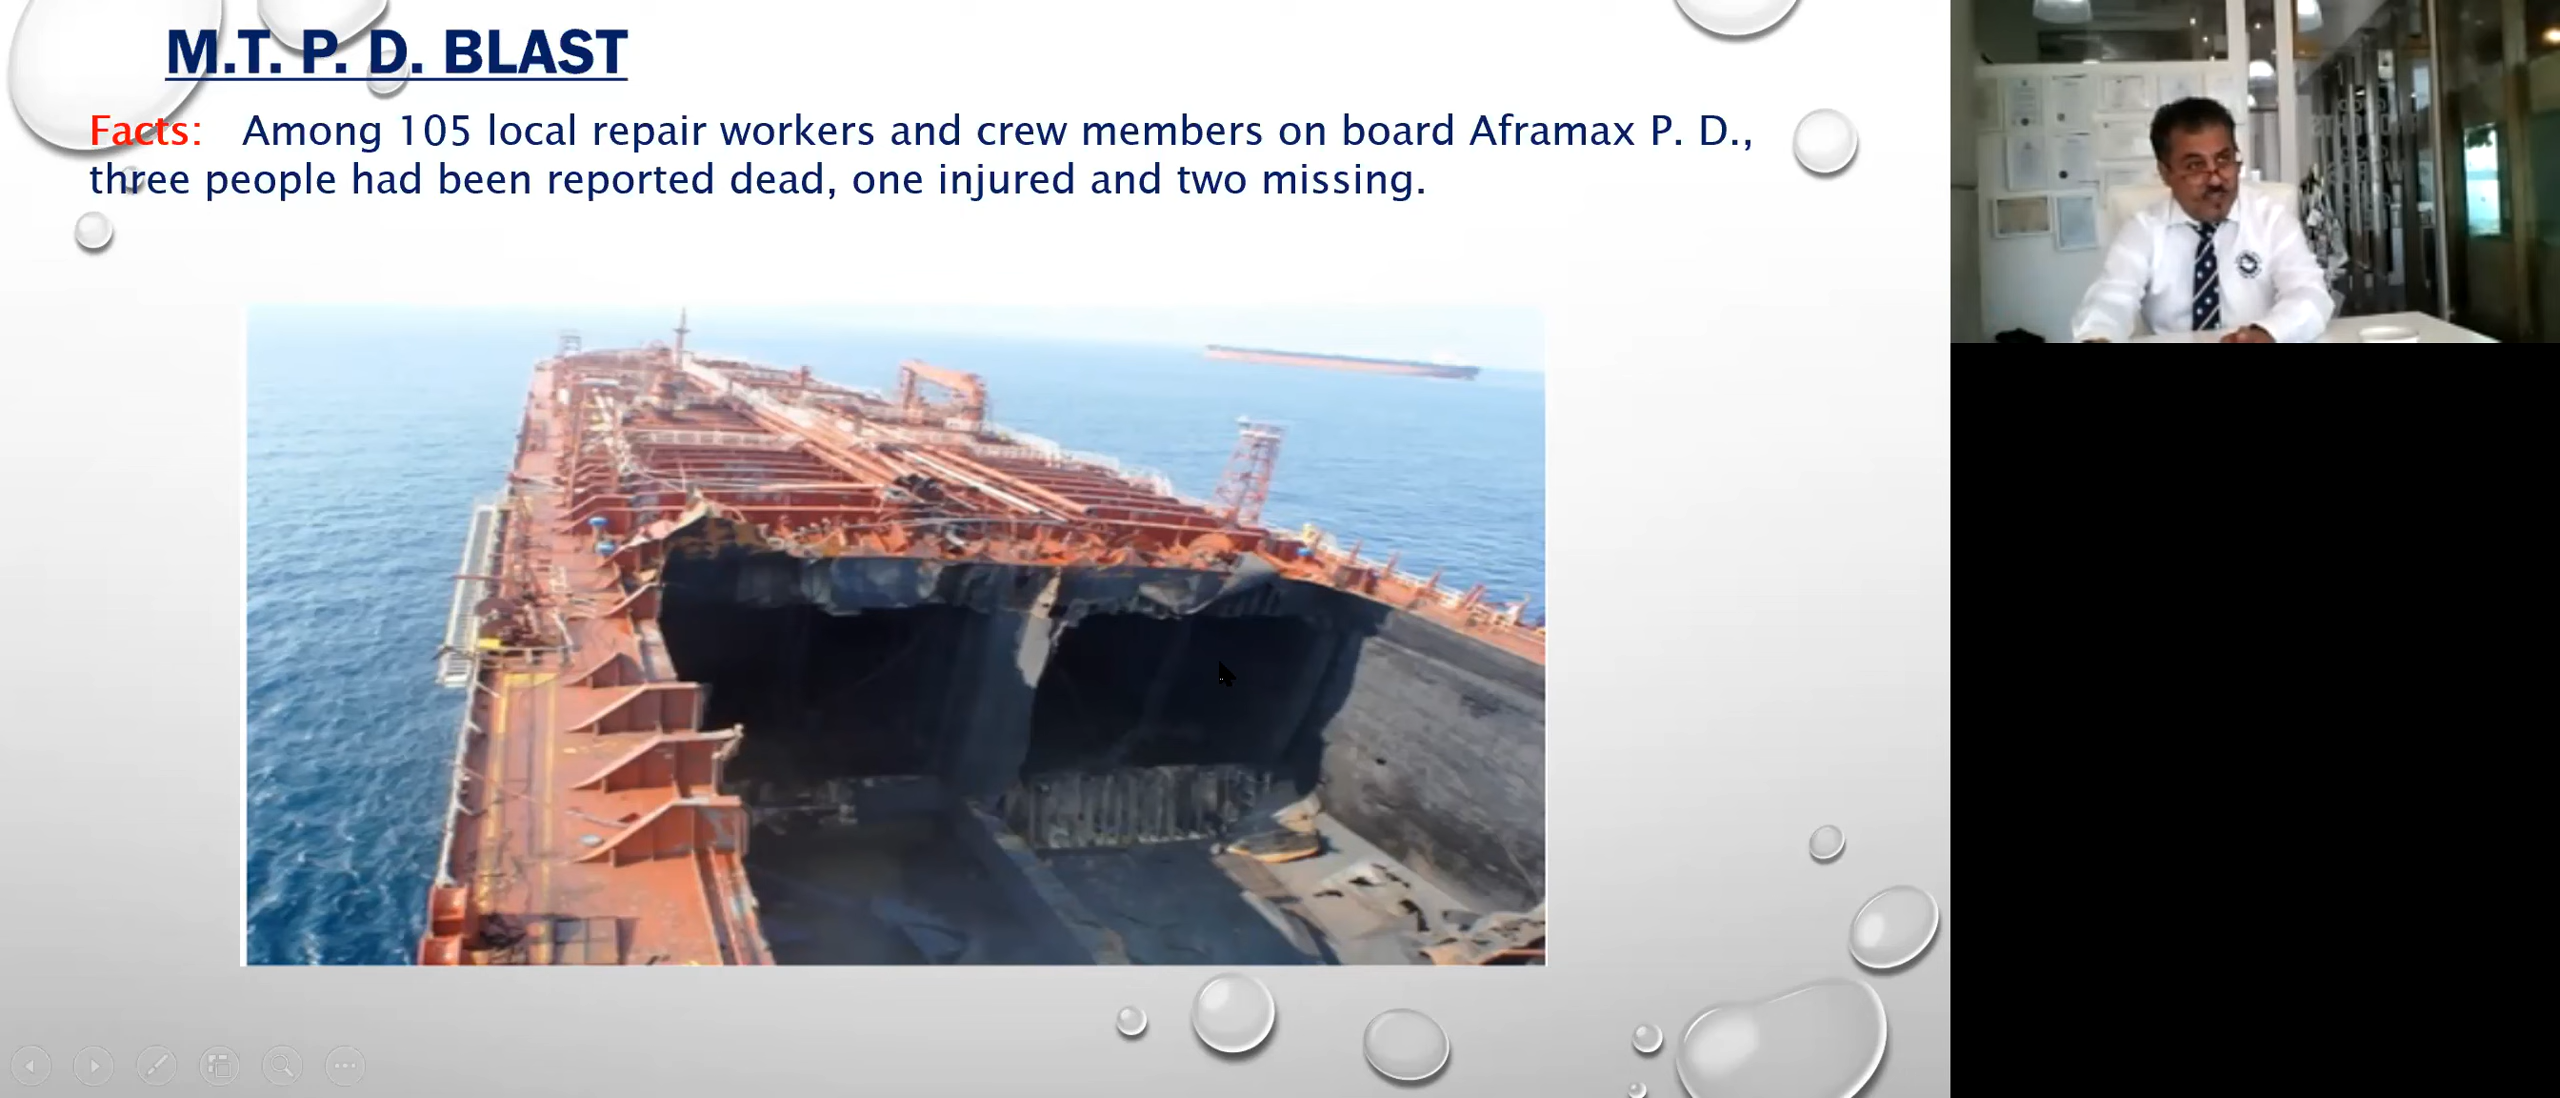 M.T. P. D. BLAST
Facts: Among 105 local repair workers and crew members on board Aframax P. D.,
three people had been reported dead, one injured and two missing.